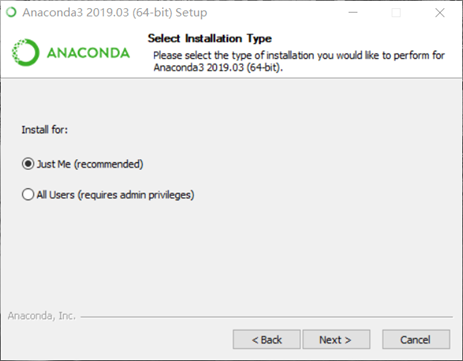 Anaconda3 2019.03 (64-bit) Setup
ANACONDA
Select Installation Type
Please select the type of installation you would like to perform for
Anaconda3 2019.03 (64-bit).
Install for:
Just Me (recommended)
All Users (requires admin privileges)
Anaconda, Inc.
< Back
Next >
Cancel